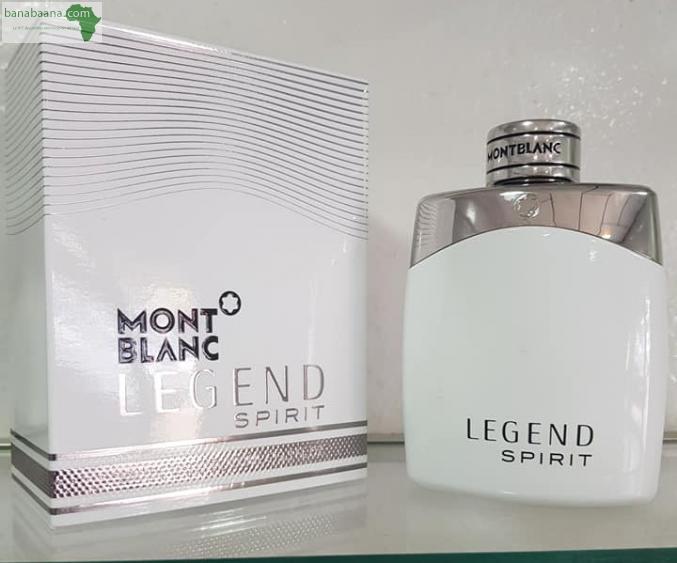 banabaana.com
MONT
BLANC
LEGEND
SPIRIT
MONTBLANC
LEGEND
SPIRIT